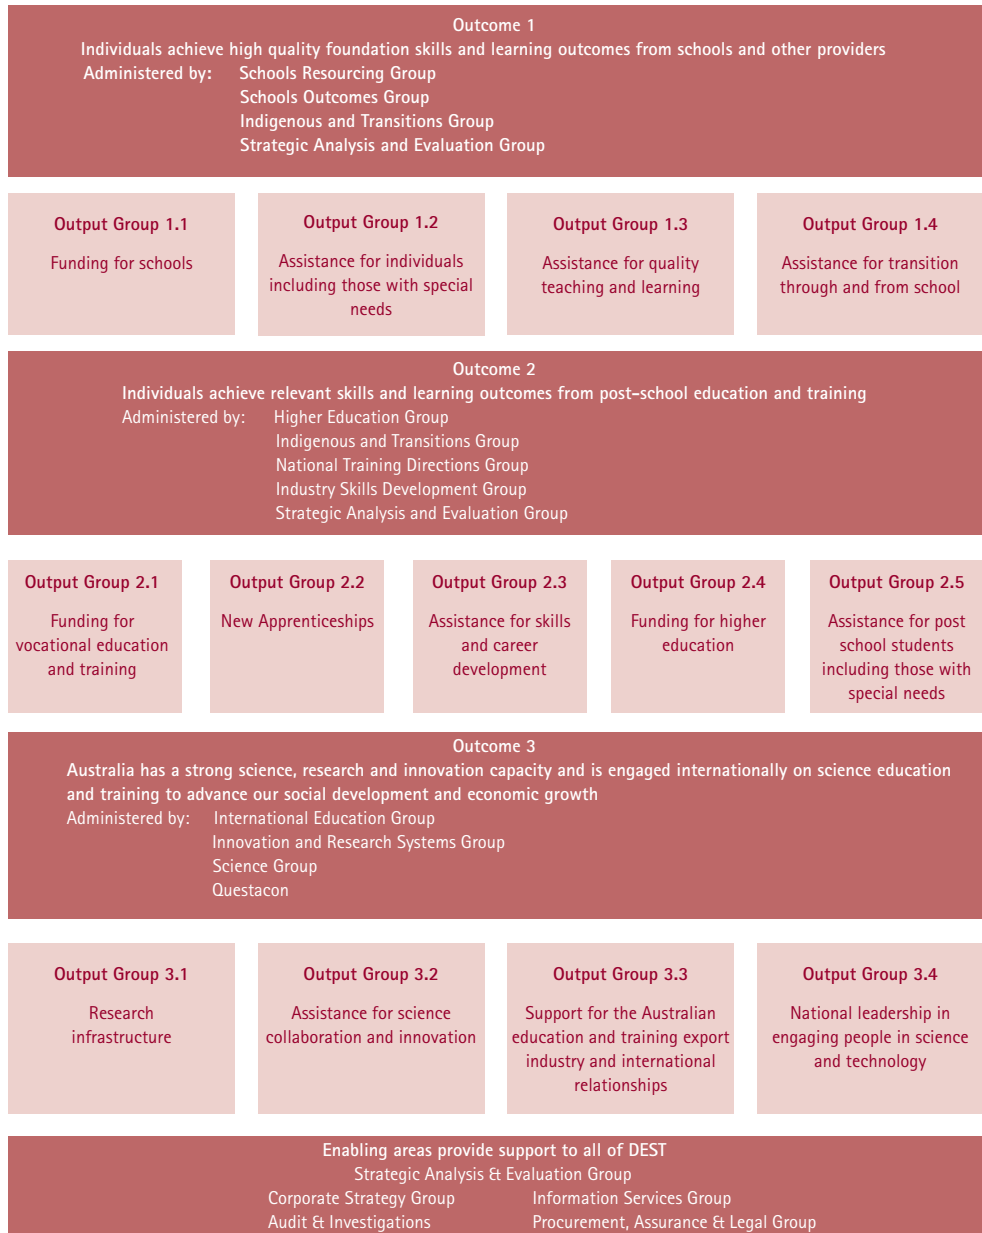 Outcome 1
Individuals achieve high quality foundation skills and learning outcomes from schools and other providers
Administered by: Schools Resourcing Group
Schools Outcomes Group
Indigenous and Transitions Group
Strategic Analysis and Evaluation Group
Output Group 1.1
Funding for schools
Output Group 1.2
Assistance for individuals
including those with special
needs
Output Group 1.3
Assistance for quality
teaching and learning
Output Group 1.4
Assistance for transition
through and from school
Outcome 2
Individuals achieve relevant skills and learning outcomes from post-school education and training
Administered by: Higher Education Group
Indigenous and Transitions Group
National Training Directions Group
Industry Skills Development Group
Strategic Analysis and Evaluation Group
Output Group 2.1
Funding for
vocational education
and training
Output Group 2.2
New Apprenticeships
Output Group 2.3
Assistance for skills
and career
development
Output Group 2.4
Funding for higher
education
Output Group 2.5
Assistance for post
school students
including those with
special needs
Outcome 3
Australia has a strong science, research and innovation capacity and is engaged internationally on science education
and training to advance our social development and economic growth
Administered by: International Education Group
Innovation and Research Systems Group
Science Group
Questacon
Output Group 3.1
Research
infrastructure
Output Group 3.2
Assistance for science
collaboration and innovation
Output Group 3.3
Support for the Australian
education and training export
industry and international
relationships
Output Group 3.4
National leadership in
engaging people in science
and technology
Enabling areas provide support to all of DEST
Strategic Analysis & Evaluation Group
Corporate Strategy Group Information Services Group
Audit & Investigations Procurement, Assurance & Legal Group